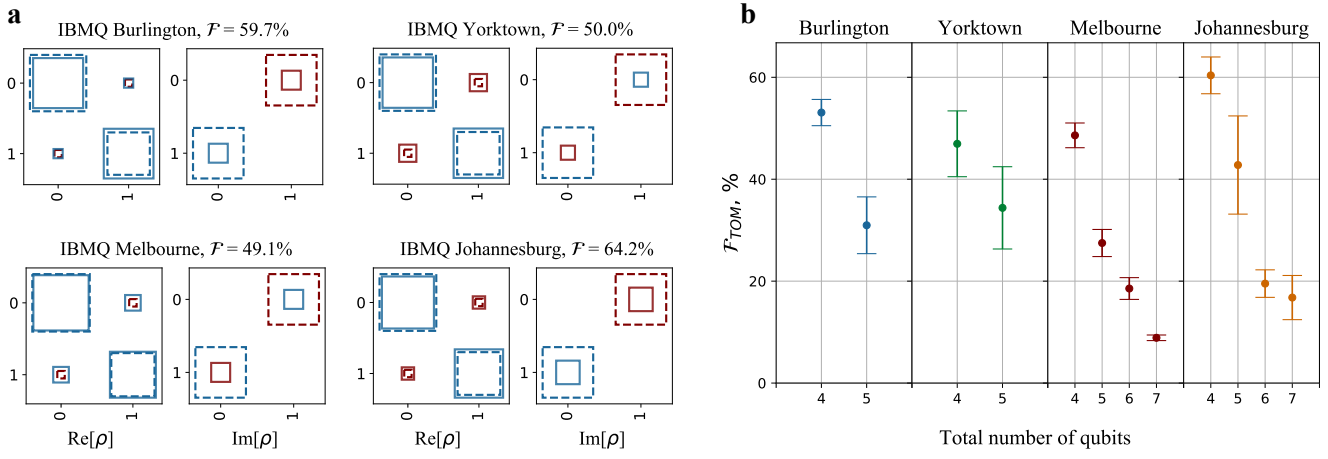 a
IBMQ Burlington, ℱ = 59.7%
IBMQ Yorktown, ℱ = 50.0%
0
0
0
0
1
1
1
1
0
1
0
1
0
1
0
1
IBMQ Melbourne, ℱ = 49.1%
IBMQ Johannesburg, ℱ = 64.2%
0
0
0
0
1
1
1
1
0
1
0
1
0
1
0
1
Re[ρ]
Im[ρ]
Re[ρ]
Im[ρ]
b
Burlington
Yorktown
Melbourne
Johannesburg
ℱ_TOM, %
60
40
20
0
4 5
4 5
4 5 6 7
4 5 6 7
Total number of qubits